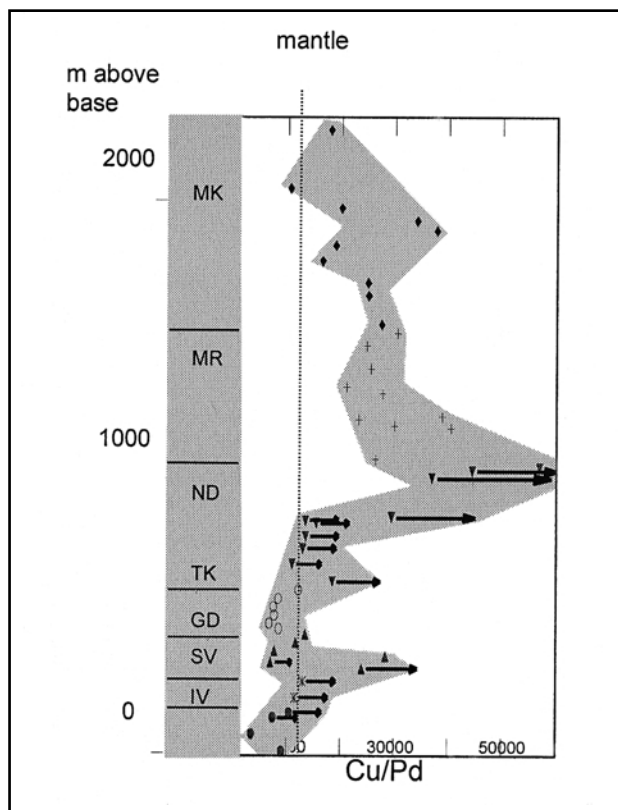 mantle
m above
base
2000
MK
MR
1000
ND
TK
GD
SV
0
IV
30000
50000
Cu/Pd